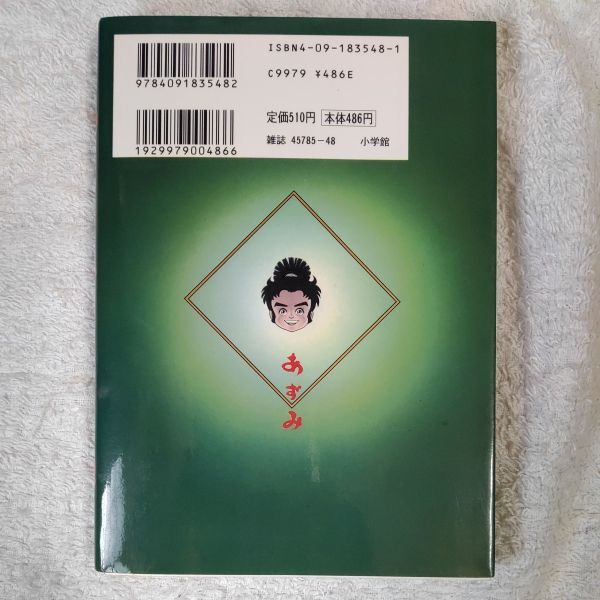 ISBN4-09-183548-1
C9979 ¥486E
9784091835482
定価510円 本体486円
雑誌 45785-48 小学館
1929979004866
あずみ